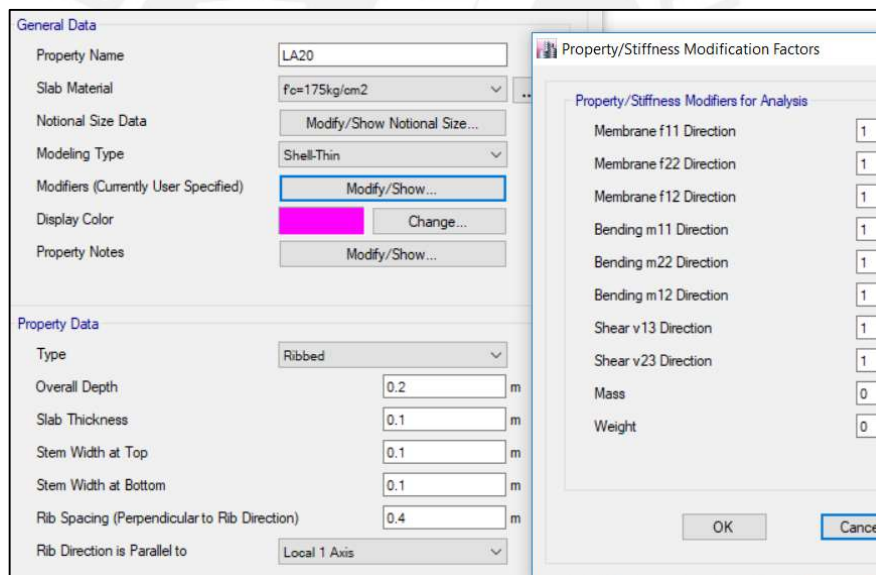 General Data
Property Name LA20
Slab Material f'c=175kg/cm2 ..
Notional Size Data Modify/Show Notional Size...
Modeling Type Shell-Thin
Modifiers (Currently User Specified) Modify/Show...
Display Color Change...
Property Notes Modify/Show...
Property Data
Type Ribbed
Overall Depth 0.2 m
Slab Thickness 0.1 m
Stem Width at Top 0.1 m
Stem Width at Bottom 0.1 m
Rib Spacing (Perpendicular to Rib Direction) 0.4 m
Rib Direction is Parallel to Local 1 Axis
Property/Stiffness Modification Factors
Property/Stiffness Modifiers for Analysis
Membrane f11 Direction 1
Membrane f22 Direction 1
Membrane f12 Direction 1
Bending m11 Direction 1
Bending m22 Direction 1
Bending m12 Direction 1
Shear v13 Direction 1
Shear v23 Direction 1
Mass 0
Weight 0
OK Cance